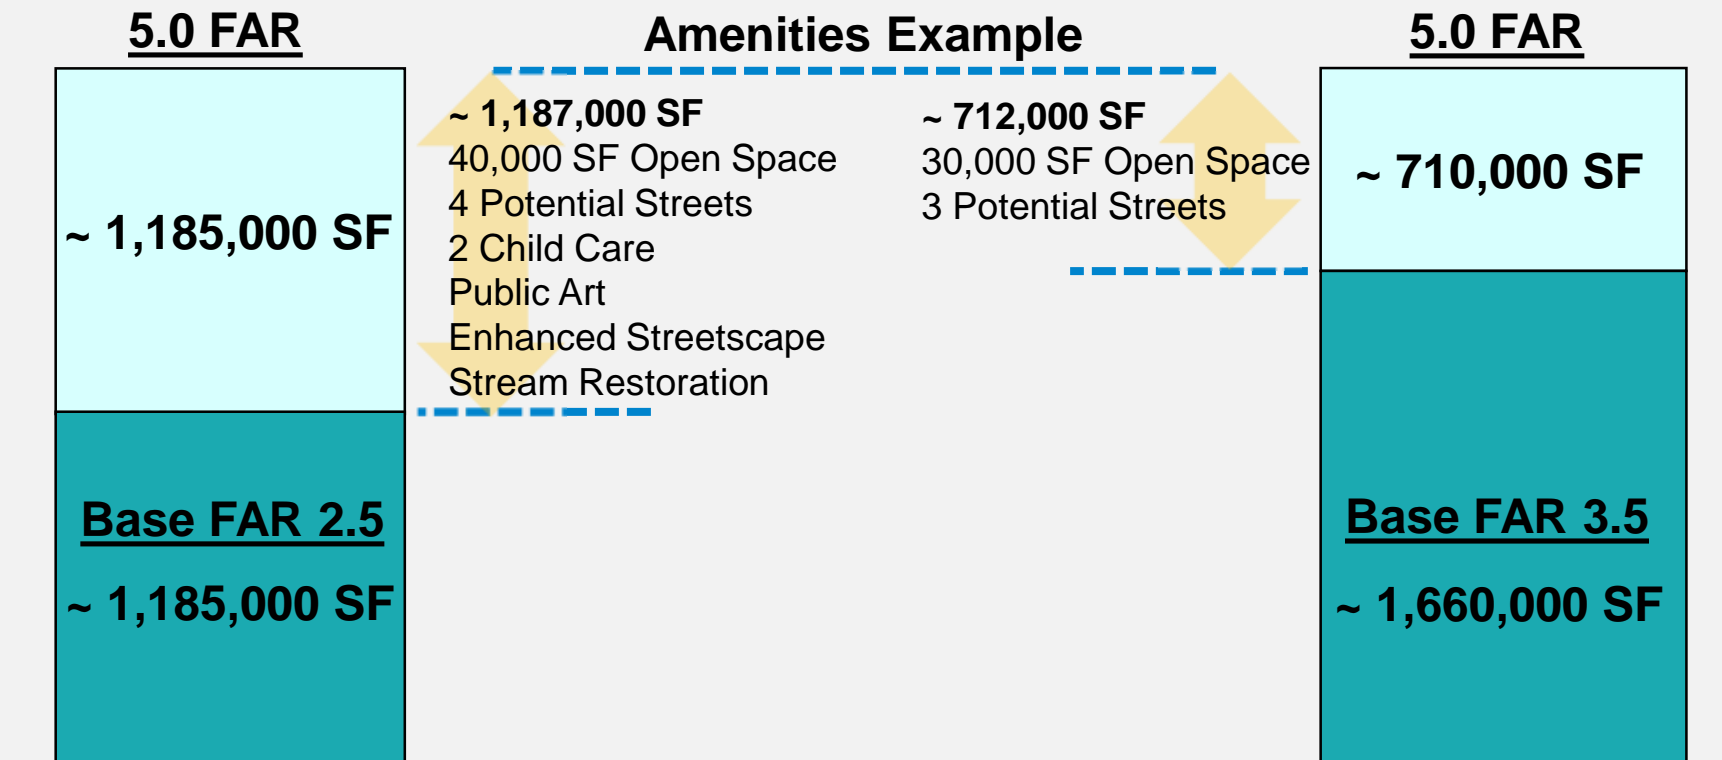 5.0 FAR
~ 1,185,000 SF
Base FAR 2.5
~ 1,185,000 SF
Amenities Example
~ 1,187,000 SF
40,000 SF Open Space
4 Potential Streets
2 Child Care
Public Art
Enhanced Streetscape
Stream Restoration
~ 712,000 SF
30,000 SF Open Space
3 Potential Streets
5.0 FAR
~ 710,000 SF
Base FAR 3.5
~ 1,660,000 SF